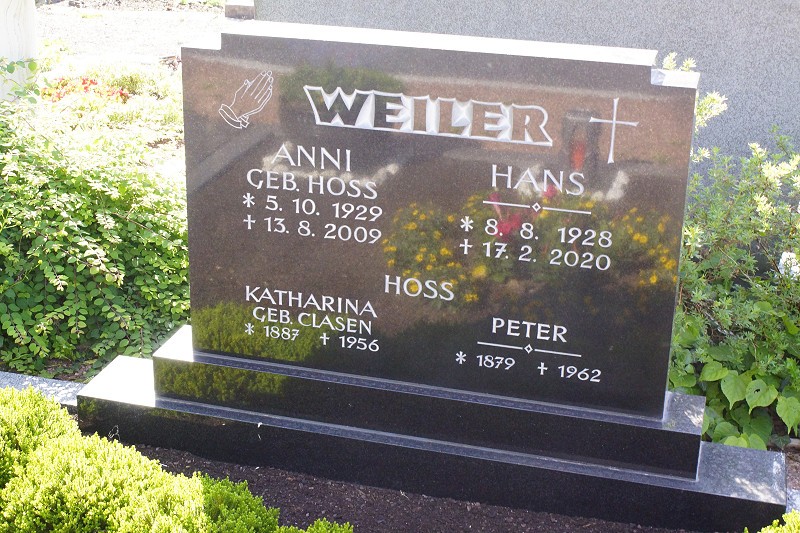 WEILER
ANNI
GEB. HOSS
* 5. 10. 1929
+ 13. 8. 2009
HANS
* 8. 8. 1928
+ 17. 2. 2020
HOSS
KATHARINA
GEB. CLASEN
* 1887 + 1956
PETER
* 1879 + 1962